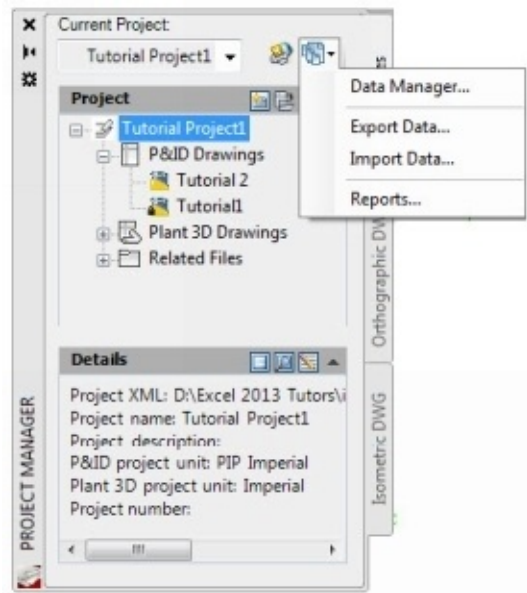 Current Project:
Tutorial Project1
Data Manager...
Export Data...
Import Data...
Reports...
Project
Tutorial Project1
P&ID Drawings
Tutorial 2
Tutorial1
Plant 3D Drawings
Related Files
Details
Project XML: D:\Excel 2013 Tutors\i
Project name: Tutorial Project1
Project description:
P&ID project unit: PIP Imperial
Plant 3D project unit: Imperial
Project number:
PROJECT MANAGER
Orthographic DW
Isometric DWG